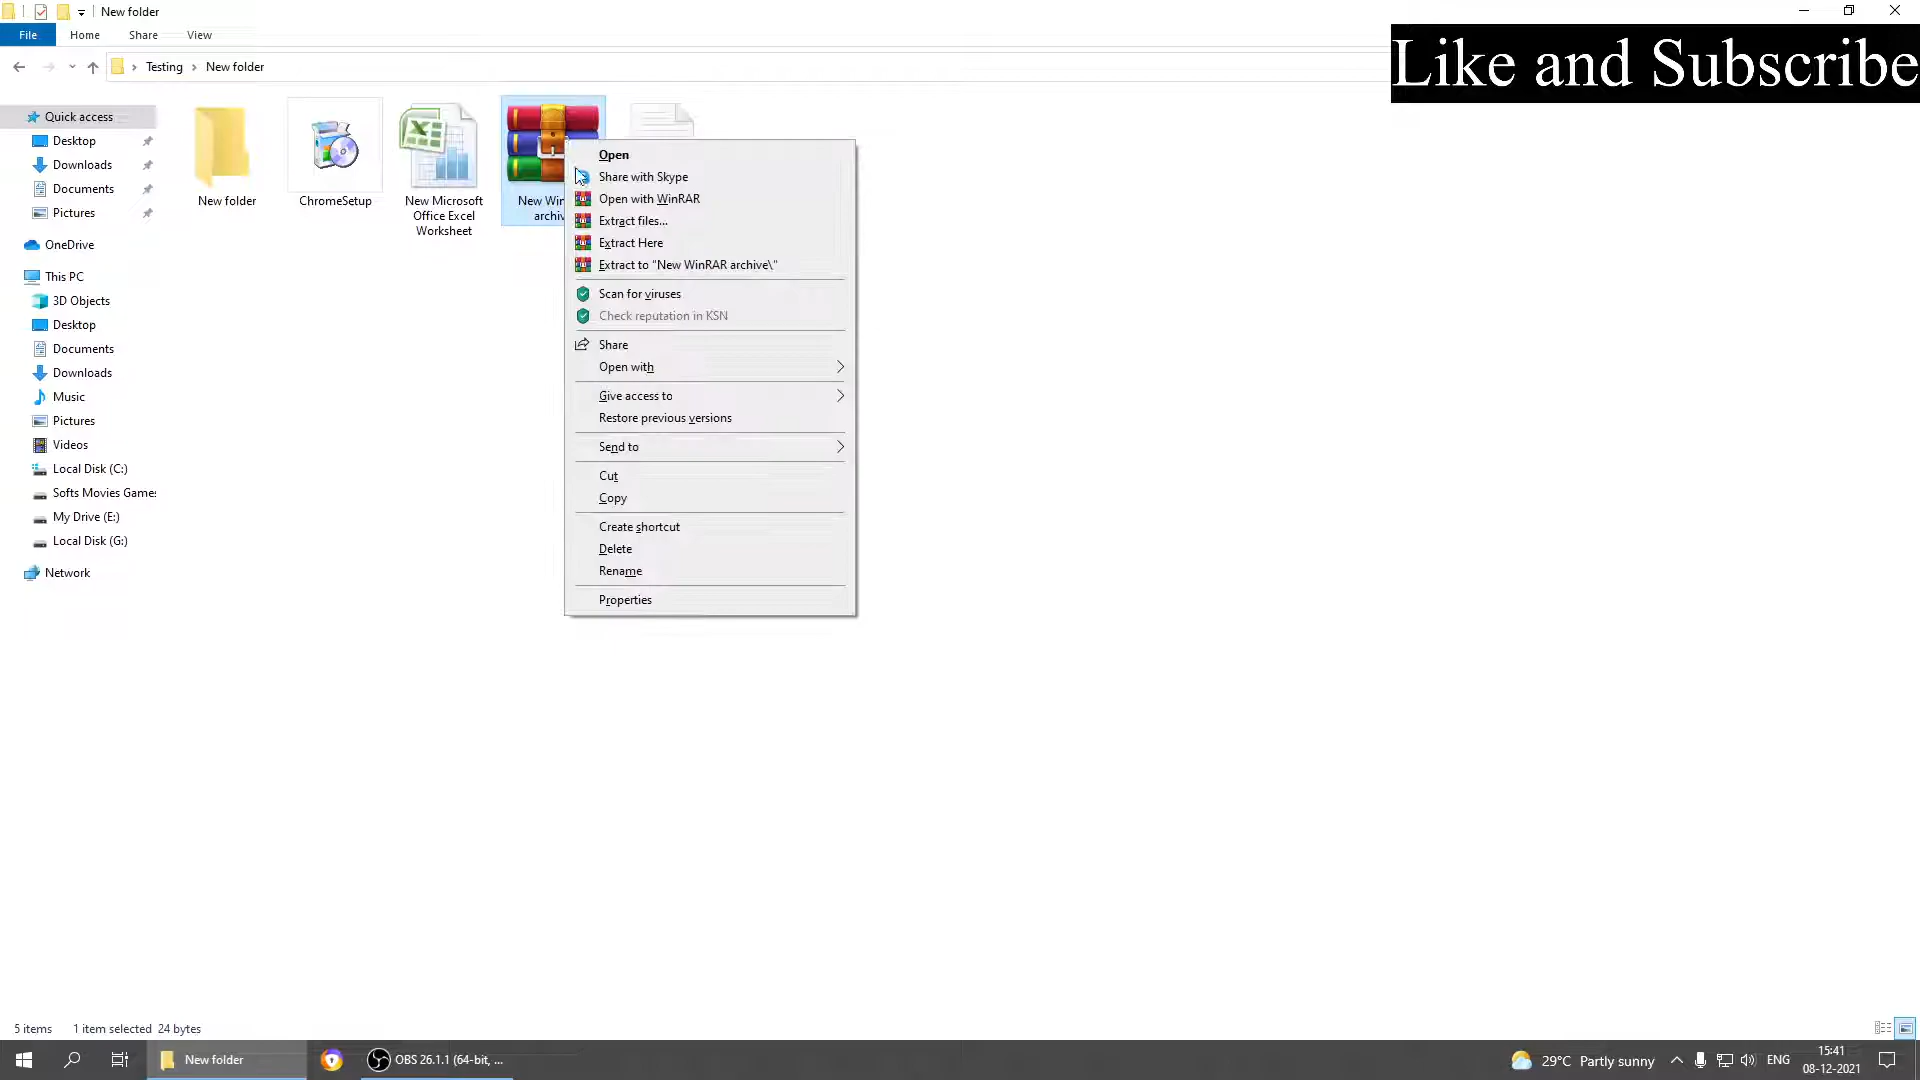 New folder
File Home Share View
Testing New folder
Like and Subscribe
Quick access
Desktop
Downloads
Documents
Pictures
OneDrive
This PC
3D Objects
Desktop
Documents
Downloads
Music
Pictures
Videos
Local Disk (C:)
Softs Movies Games
My Drive (E:)
Local Disk (G:)
Network
New folder
ChromeSetup
New Microsoft
Office Excel
Worksheet
New Win
archiv
Open
Share with Skype
Open with WinRAR
Extract files...
Extract Here
Extract to "New WinRAR archive\"
Scan for viruses
Check reputation in KSN
Share
Open with
Give access to
Restore previous versions
Send to
Cut
Copy
Create shortcut
Delete
Rename
Properties
5 items 1 item selected 24 bytes
New folder
OBS 26.1.1 (64-bit, ...
29°C Partly sunny
ENG
15:41
08-12-2021